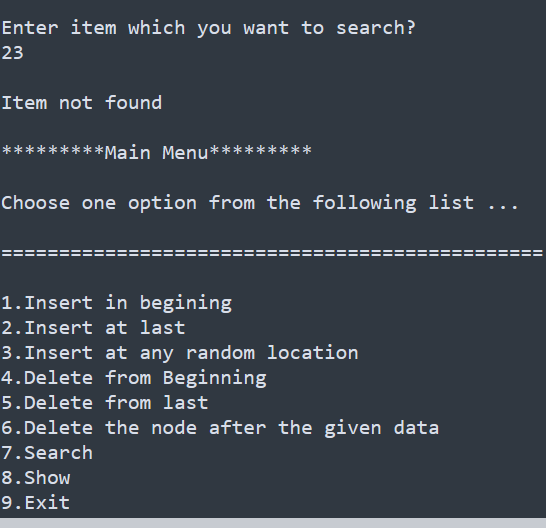 Enter item which you want to search?
23
Item not found
*********Main Menu*********
Choose one option from the following list ...
===============================================
1.Insert in begining
2.Insert at last
3.Insert at any random location
4.Delete from Beginning
5.Delete from last
6.Delete the node after the given data
7.Search
8.Show
9.Exit